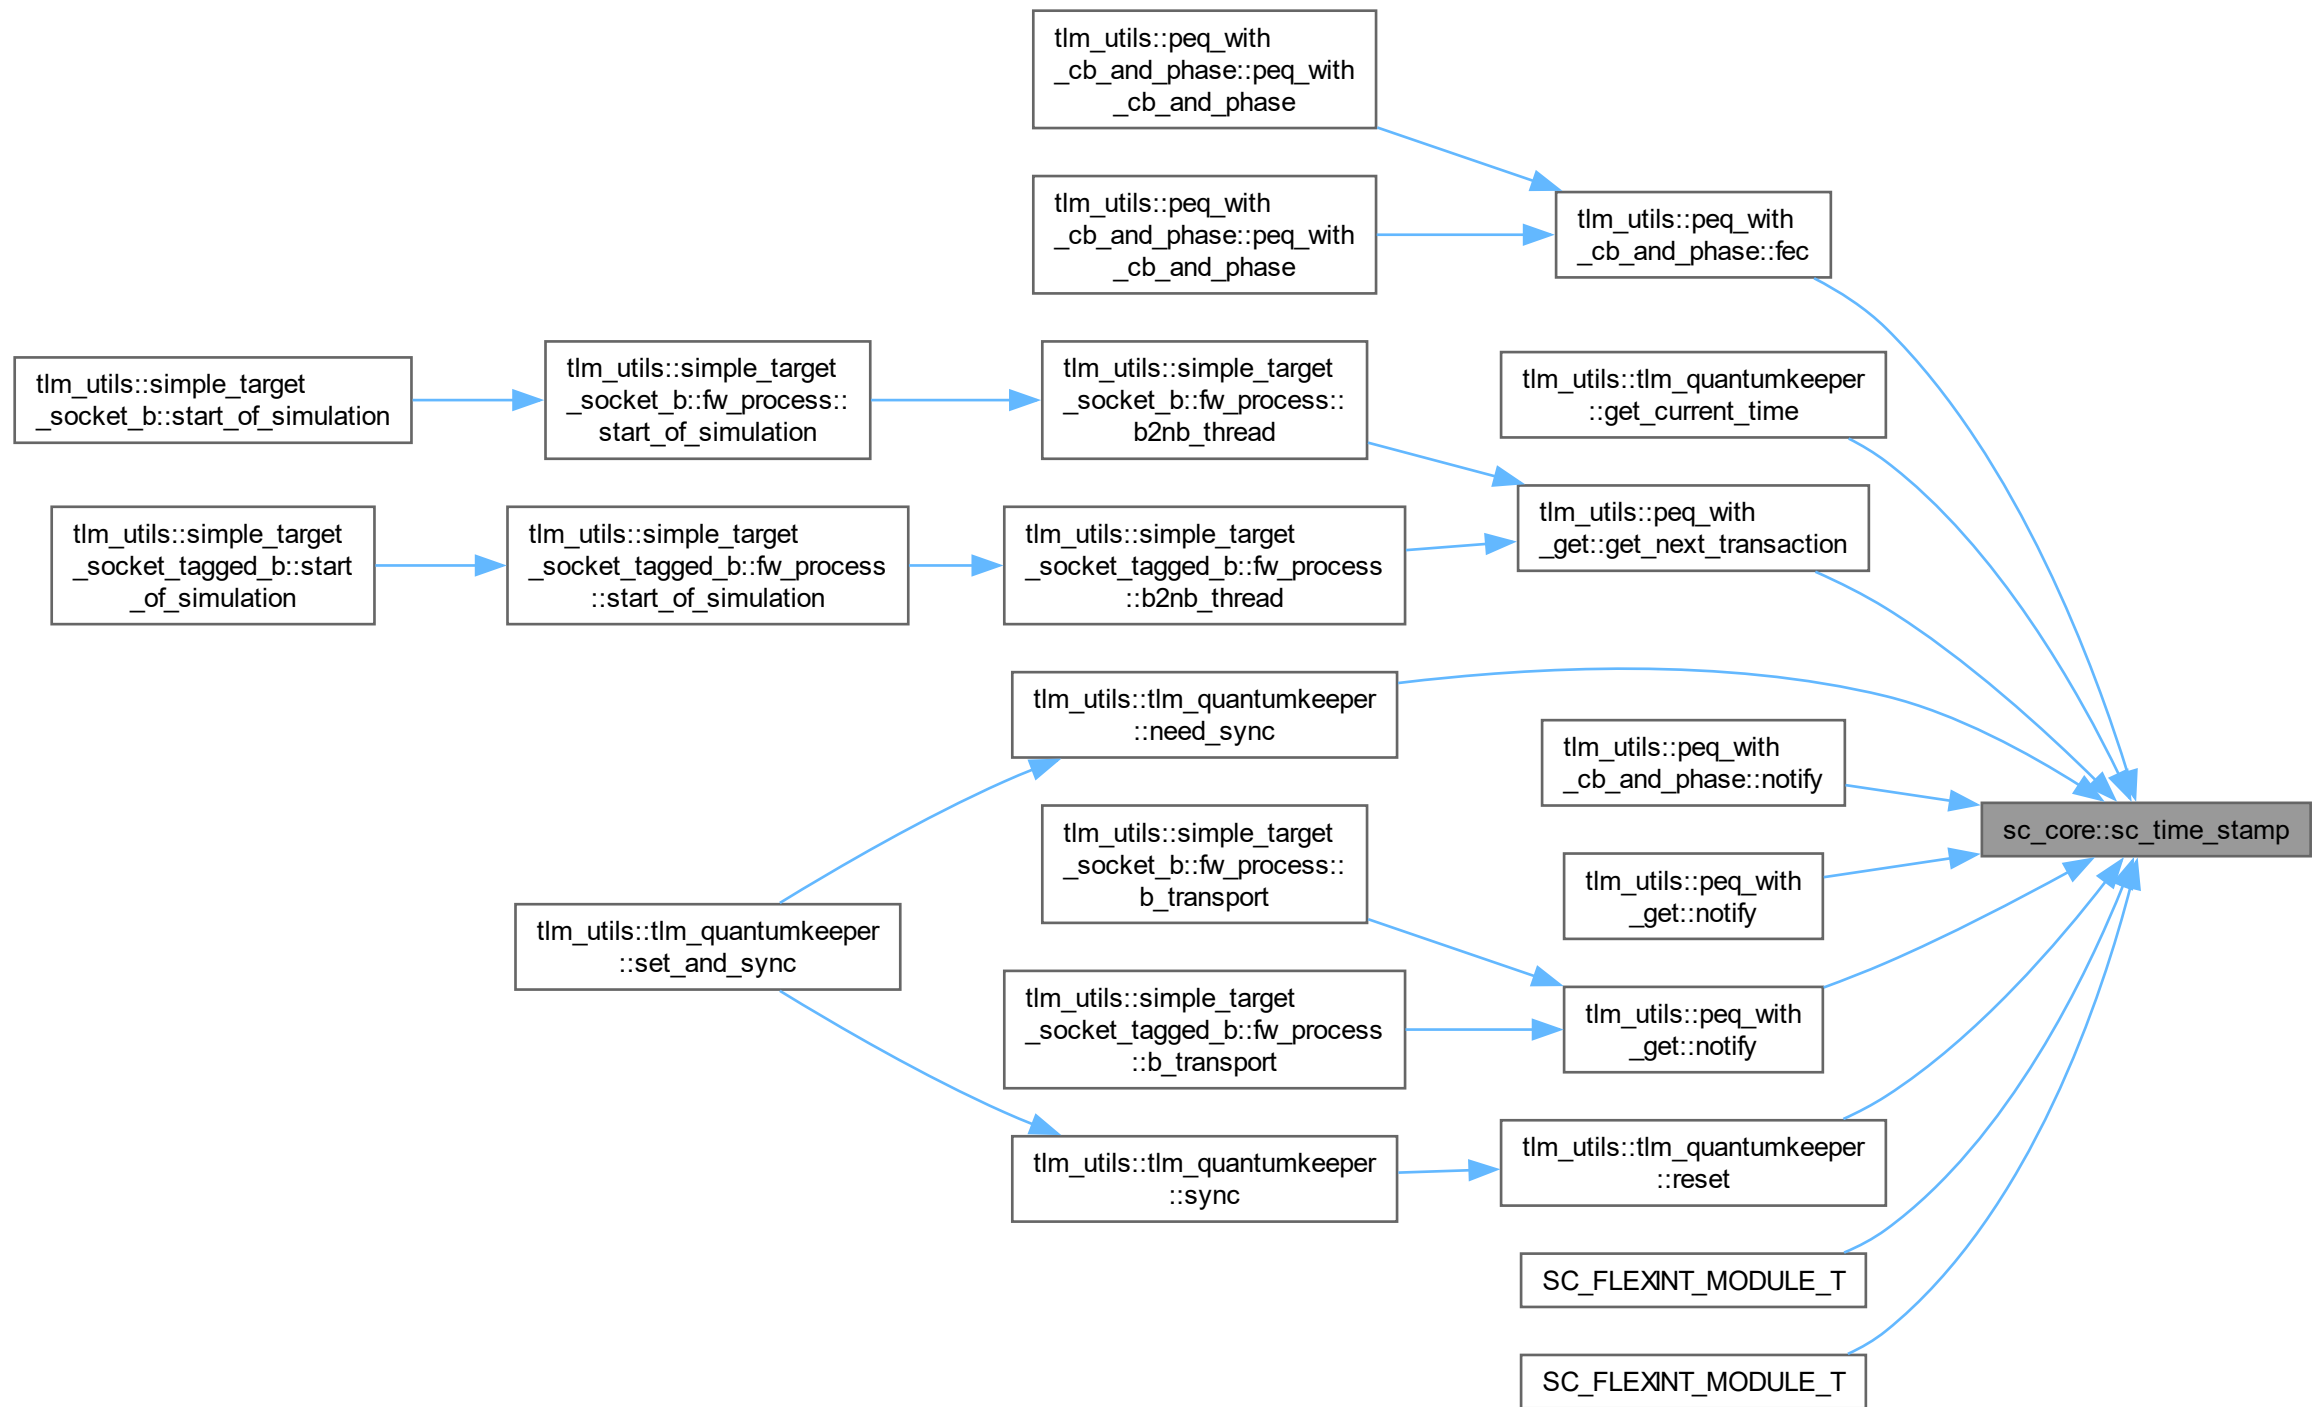 tlm_utils::peq_with
_cb_and_phase::peq_with
_cb_and_phase
tlm_utils::peq_with
_cb_and_phase::peq_with
_cb_and_phase
tlm_utils::peq_with
_cb_and_phase::fec
tlm_utils::simple_target
_socket_b::start_of_simulation
tlm_utils::simple_target
_socket_b::fw_process::
start_of_simulation
tlm_utils::simple_target
_socket_b::fw_process::
b2nb_thread
tlm_utils::tlm_quantumkeeper
::get_current_time
tlm_utils::simple_target
_socket_tagged_b::start
_of_simulation
tlm_utils::simple_target
_socket_tagged_b::fw_process
::start_of_simulation
tlm_utils::simple_target
_socket_tagged_b::fw_process
::b2nb_thread
tlm_utils::peq_with
_get::get_next_transaction
tlm_utils::tlm_quantumkeeper
::need_sync
tlm_utils::peq_with
_cb_and_phase::notify
sc_core::sc_time_stamp
tlm_utils::simple_target
_socket_b::fw_process::
b_transport
tlm_utils::peq_with
_get::notify
tlm_utils::tlm_quantumkeeper
::set_and_sync
tlm_utils::simple_target
_socket_tagged_b::fw_process
::b_transport
tlm_utils::peq_with
_get::notify
tlm_utils::tlm_quantumkeeper
::sync
tlm_utils::tlm_quantumkeeper
::reset
SC_FLEXINT_MODULE_T
SC_FLEXINT_MODULE_T